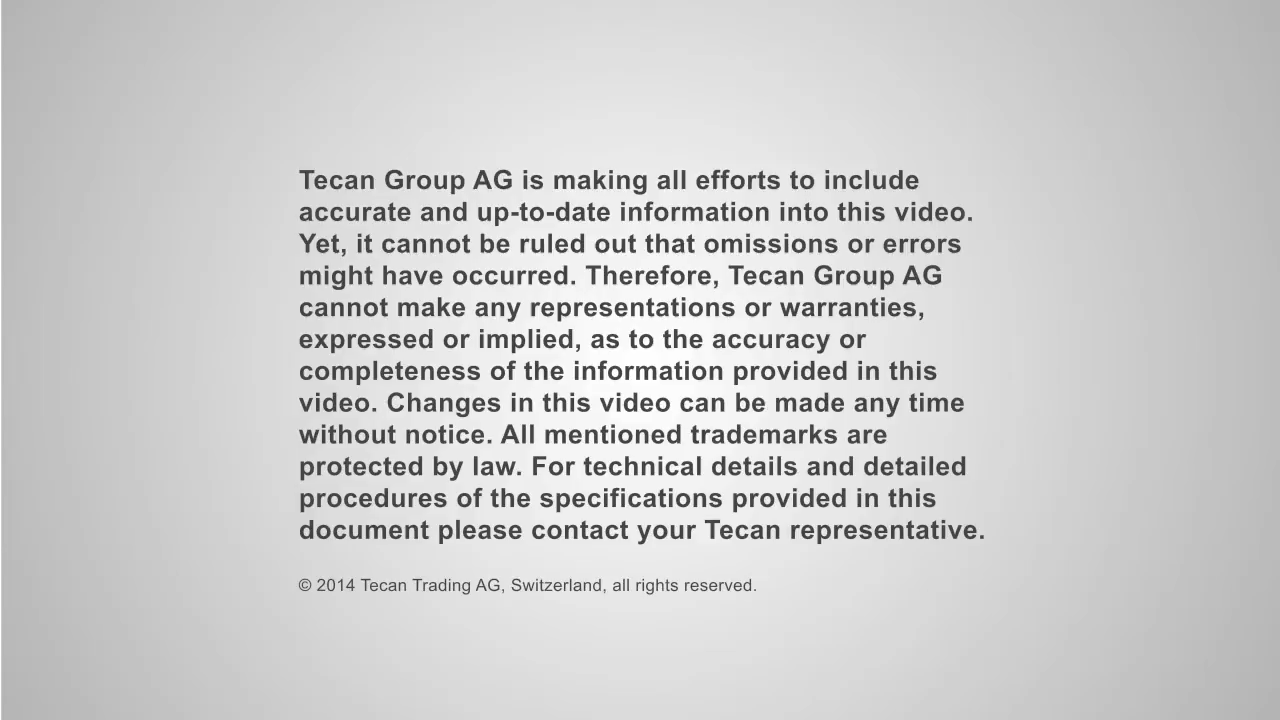 Tecan Group AG is making all efforts to include
accurate and up-to-date information into this video.
Yet, it cannot be ruled out that omissions or errors
might have occurred. Therefore, Tecan Group AG
cannot make any representations or warranties,
expressed or implied, as to the accuracy or
completeness of the information provided in this
video. Changes in this video can be made any time
without notice. All mentioned trademarks are
protected by law. For technical details and detailed
procedures of the specifications provided in this
document please contact your Tecan representative.
© 2014 Tecan Trading AG, Switzerland, all rights reserved.